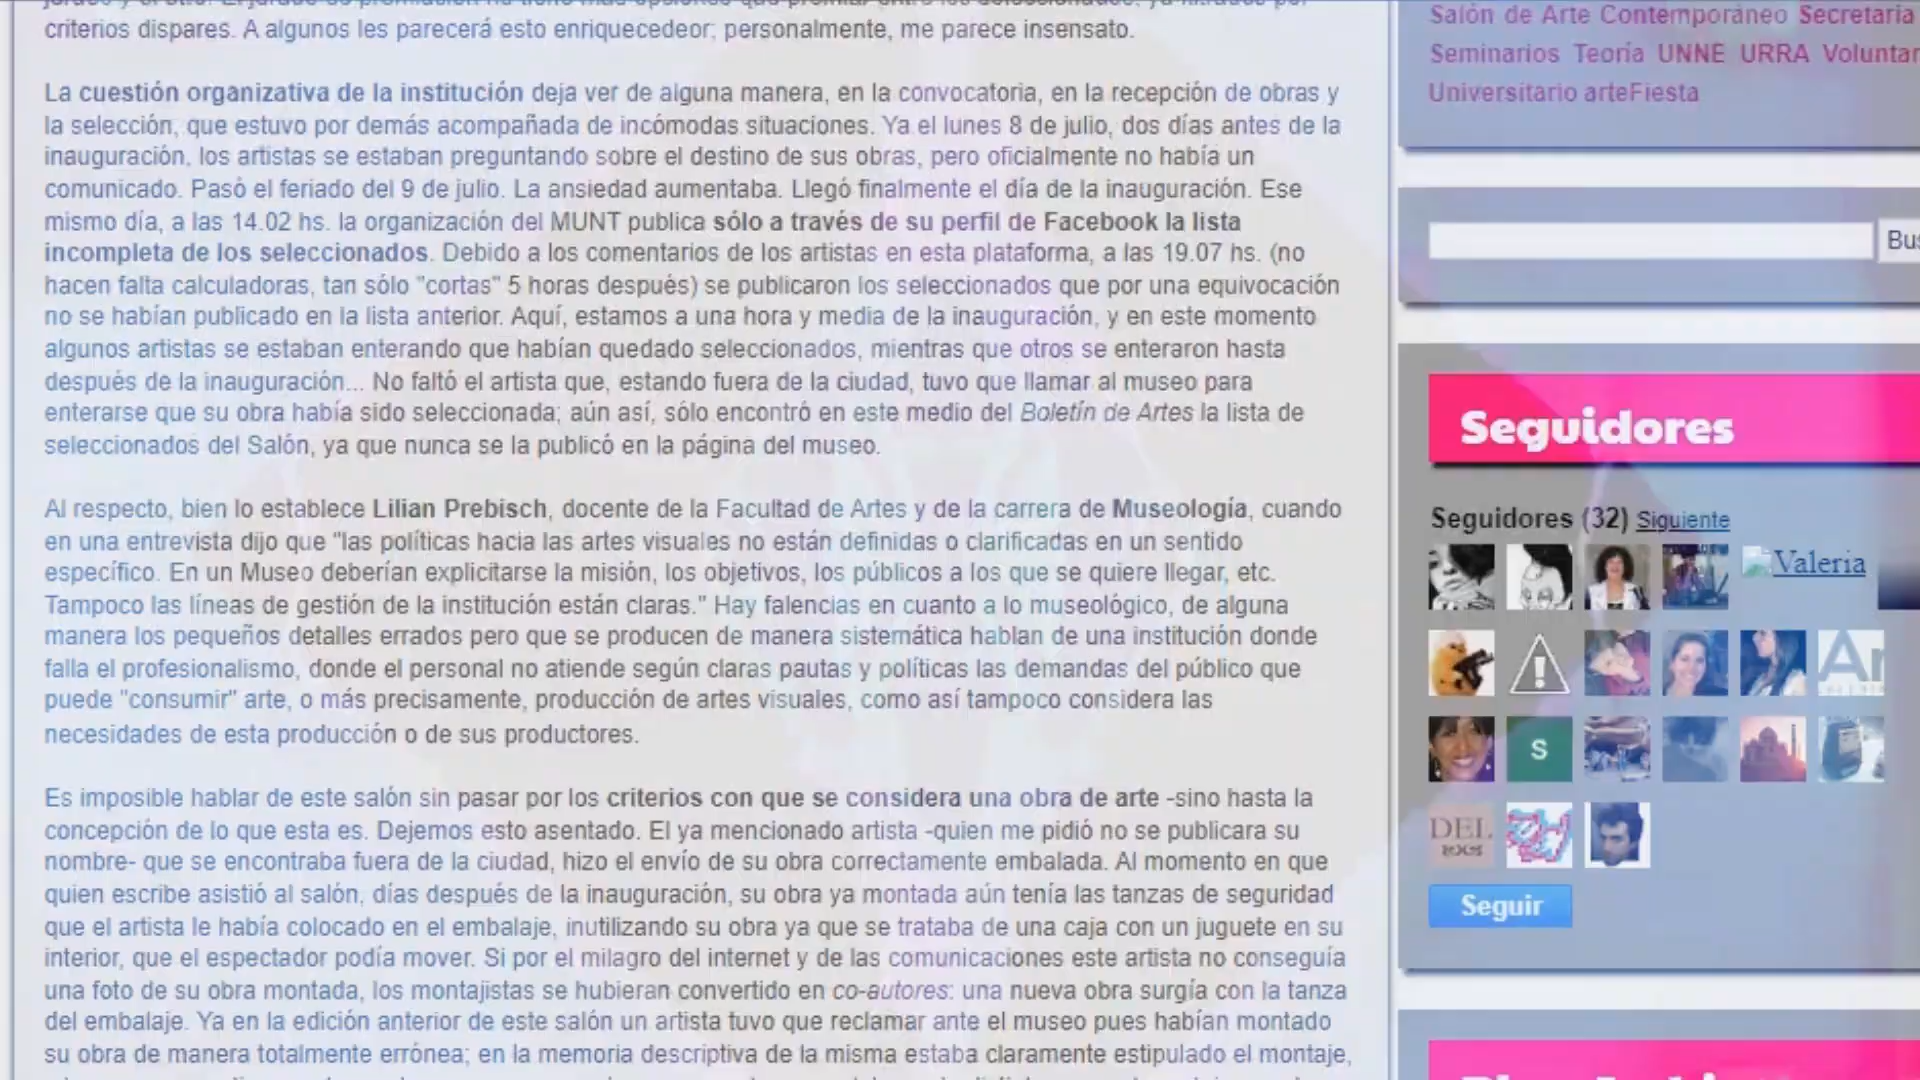 criterios dispares. A algunos les parecerá esto enriquecedor; personalmente, me parece insensato.
La cuestión organizativa de la institución deja ver de alguna manera, en la convocatoria, en la recepción de obras y
la selección, que estuvo por demás acompañada de incómodas situaciones. Ya el lunes 8 de julio, dos días antes de la
inauguración, los artistas se estaban preguntando sobre el destino de sus obras, pero oficialmente no había un
comunicado. Pasó el feriado del 9 de julio. La ansiedad aumentaba. Llegó finalmente el día de la inauguración. Ese
mismo día, a las 14.02 hs. la organización del MUNT publica sólo a través de su perfil de Facebook la lista
incompleta de los seleccionados. Debido a los comentarios de los artistas en esta plataforma, a las 19.07 hs. (no
hacen falta calculadoras, tan sólo "cortas" 5 horas después) se publicaron los seleccionados que por una equivocación
no se habían publicado en la lista anterior. Aquí, estamos a una hora y media de la inauguración, y en este momento
algunos artistas se estaban enterando que habían quedado seleccionados, mientras que otros se enteraron hasta
después de la inauguración... No faltó el artista que, estando fuera de la ciudad, tuvo que llamar al museo para
enterarse que su obra había sido seleccionada; aún así, sólo encontró en este medio del Boletín de Artes la lista de
seleccionados del Salón, ya que nunca se la publicó en la página del museo.
Al respecto, bien lo establece Lilian Prebisch, docente de la Facultad de Artes y de la carrera de Museología, cuando
en una entrevista dijo que "las políticas hacia las artes visuales no están definidas o clarificadas en un sentido
específico. En un Museo deberían explicitarse la misión, los objetivos, los públicos a los que se quiere llegar, etc.
Tampoco las líneas de gestión de la institución están claras." Hay falencias en cuanto a lo museológico, de alguna
manera los pequeños detalles errados pero que se producen de manera sistemática hablan de una institución donde
falla el profesionalismo, donde el personal no atiende según claras pautas y políticas las demandas del público que
puede "consumir" arte, o más precisamente, producción de artes visuales, como así tampoco considera las
necesidades de esta producción o de sus productores.
Es imposible hablar de este salón sin pasar por los criterios con que se considera una obra de arte -sino hasta la
concepción de lo que esta es. Dejemos esto asentado. El ya mencionado artista -quien me pidió no se publicara su
nombre- que se encontraba fuera de la ciudad, hizo el envío de su obra correctamente embalada. Al momento en que
quien escribe asistió al salón, días después de la inauguración, su obra ya montada aún tenía las tanzas de seguridad
que el artista le había colocado en el embalaje, inutilizando su obra ya que se trataba de una caja con un juguete en su
interior, que el espectador podía mover. Si por el milagro del internet y de las comunicaciones este artista no conseguía
una foto de su obra montada, los montajistas se hubieran convertido en co-autores: una nueva obra surgía con la tanza
del embalaje. Ya en la edición anterior de este salón un artista tuvo que reclamar ante el museo pues habían montado
su obra de manera totalmente errónea; en la memoria descriptiva de la misma estaba claramente estipulado el montaje,
Salón de Arte Contemporáneo Secretaria
Seminarios Teoría UNNE URRA Voluntar
Universitario arteFiesta
Bus
Seguidores
Seguidores (32) Siguiente
Valeria
Ar
S
DEL
Seguir